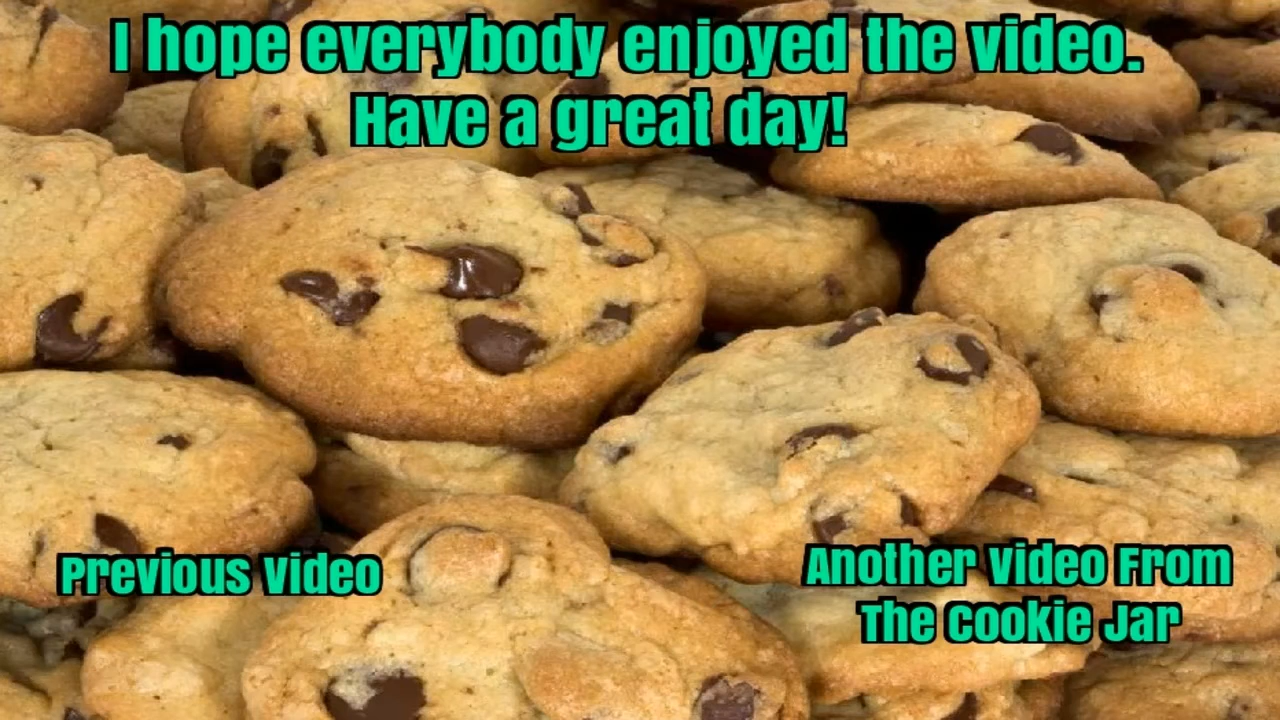 I hope everybody enjoyed the video.
Have a great day!
Previous Video
Another Video From
The Cookie Jar